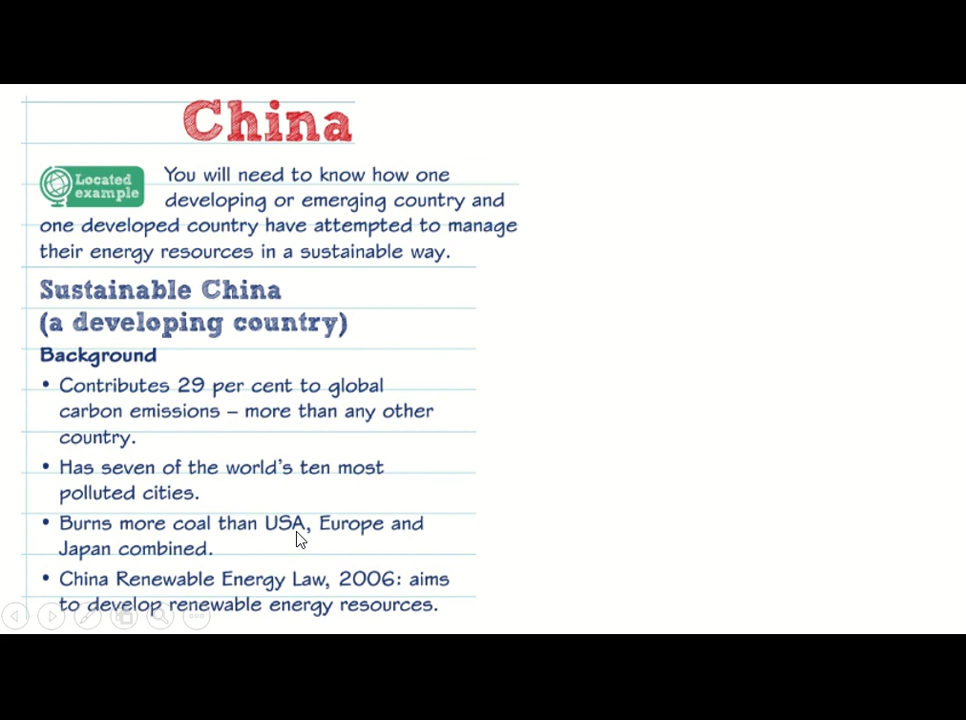 China
Located
example
You will need to know how one
developing or emerging country and
one developed country have attempted to manage
their energy resources in a sustainable way.
Sustainable China
(a developing country)
Background
• Contributes 29 per cent to global
carbon emissions – more than any other
country.
• Has seven of the world's ten most
polluted cities.
• Burns more coal than USA, Europe and
Japan combined.
• China Renewable Energy Law, 2006: aims
to develop renewable energy resources.